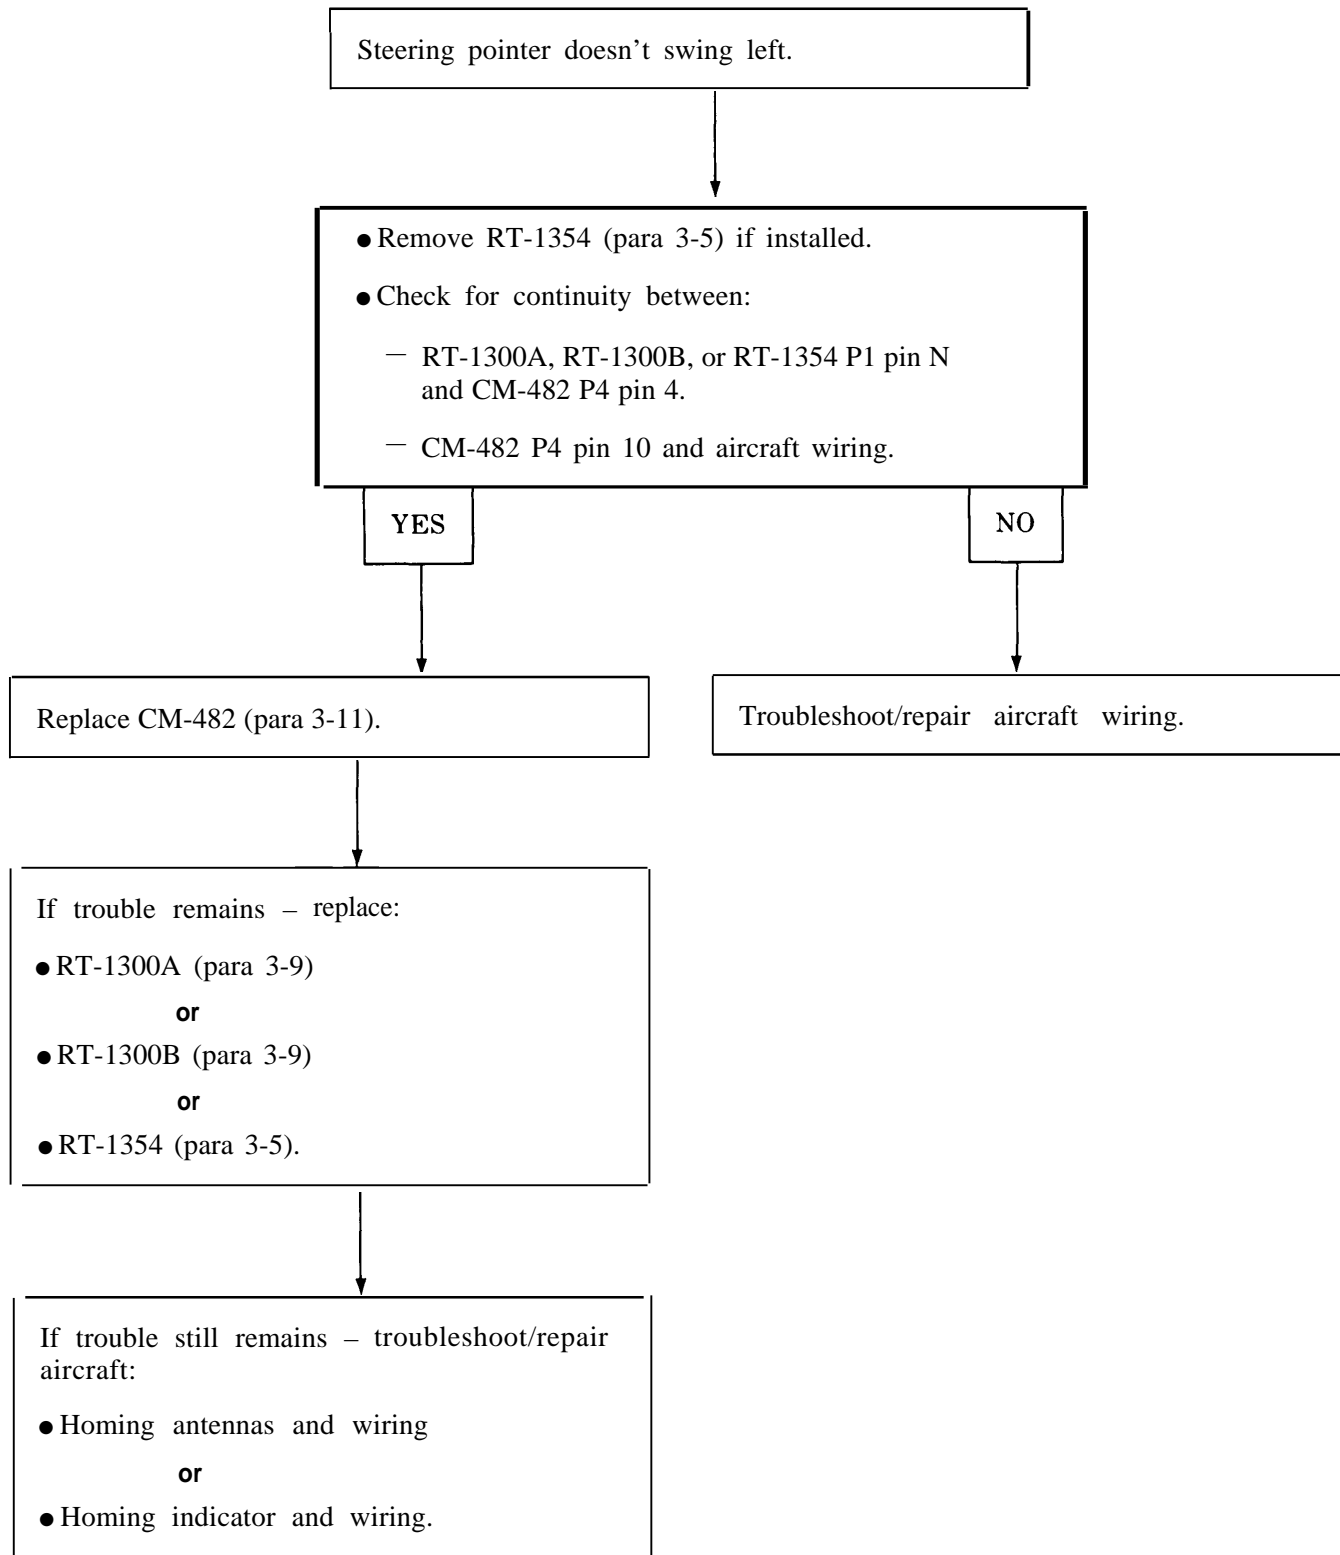 Steering pointer doesn't swing left.
● Remove RT-1354 (para 3-5) if installed.
● Check for continuity between:
— RT-1300A, RT-1300B, or RT-1354 P1 pin N
and CM-482 P4 pin 4.
— CM-482 P4 pin 10 and aircraft wiring.
YES
NO
Replace CM-482 (para 3-11).
Troubleshoot/repair aircraft wiring.
If trouble remains – replace:
● RT-1300A (para 3-9)
or
● RT-1300B (para 3-9)
or
● RT-1354 (para 3-5).
If trouble still remains – troubleshoot/repair
aircraft:
● Homing antennas and wiring
or
● Homing indicator and wiring.